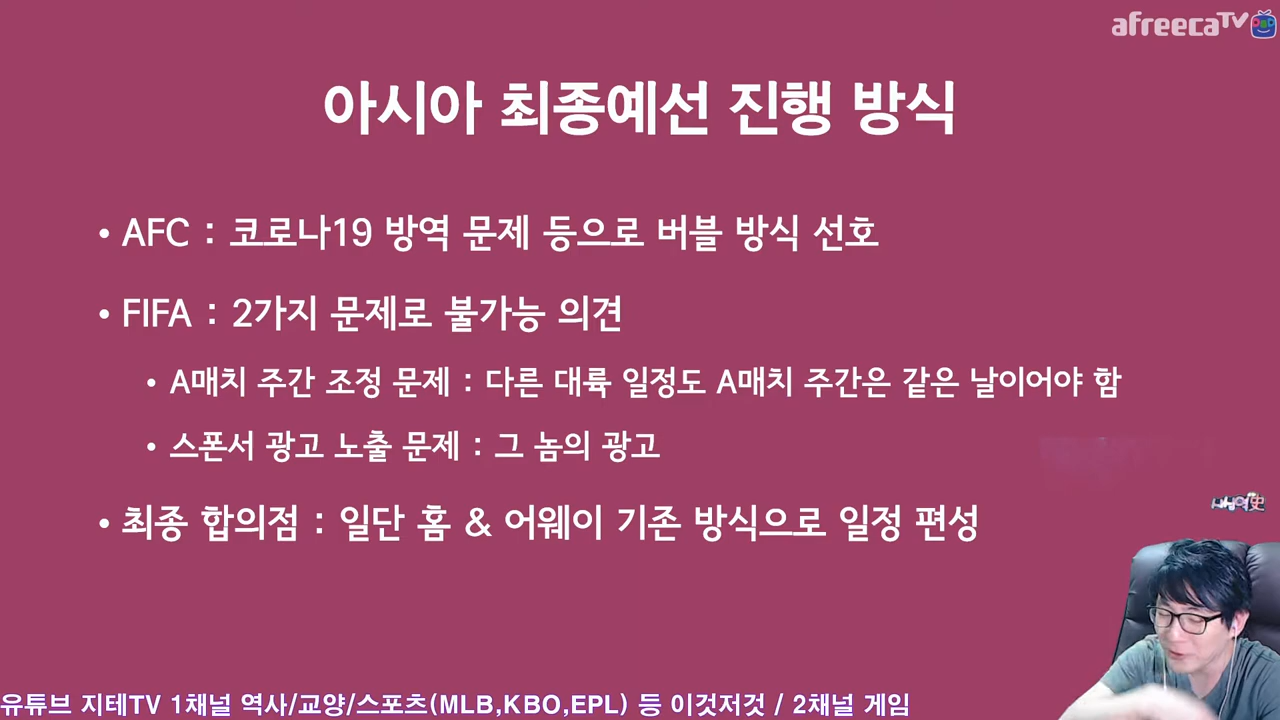 afreecaTV
아시아 최종예선 진행 방식
• AFC : 코로나19 방역 문제 등으로 버블 방식 선호
• FIFA : 2가지 문제로 불가능 의견
• A매치 주간 조정 문제 : 다른 대륙 일정도 A매치 주간은 같은 날이어야 함
• 스폰서 광고 노출 문제 : 그 놈의 광고
• 최종 합의점 : 일단 홈 & 어웨이 기존 방식으로 일정 편성
유튜브 지테TV 1채널 역사/교양/스포츠(MLB,KBO,EPL) 등 이것저것 / 2채널 게임